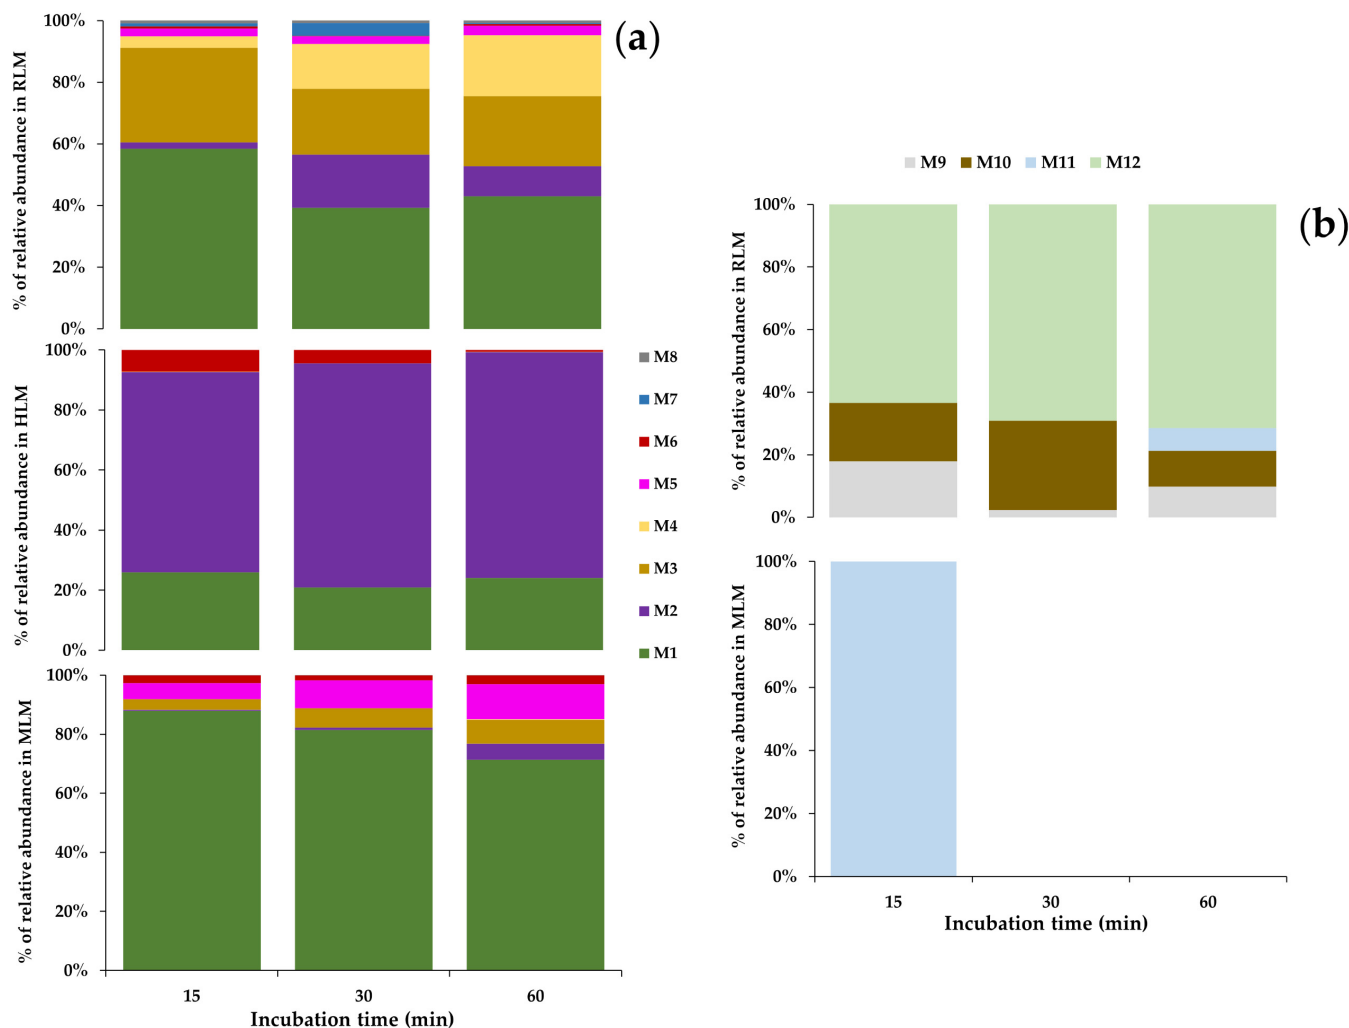 (a)
% of relative abundance in RLM
100%
80%
60%
40%
20%
0%
% of relative abundance in HLM
100%
80%
60%
40%
20%
0%
M8
M7
M6
M5
M4
M3
M2
M1
% of relative abundance in MLM
100%
80%
60%
40%
20%
0%
15 30 60
Incubation time (min)
(b)
M9 M10 M11 M12
% of relative abundance in RLM
100%
80%
60%
40%
20%
0%
% of relative abundance in MLM
100%
80%
60%
40%
20%
0%
15 30 60
Incubation time (min)